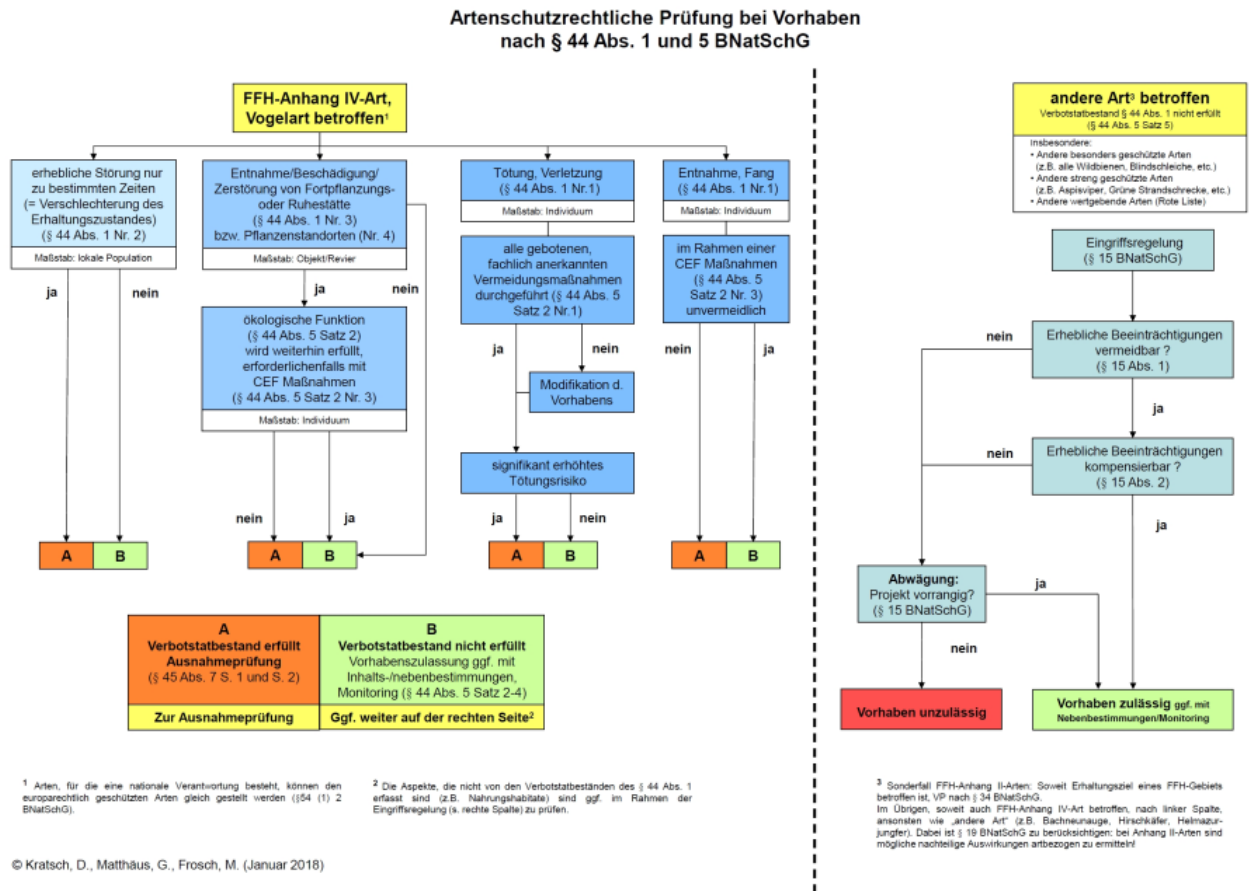 Artenschutzrechtliche Prüfung bei Vorhaben
nach § 44 Abs. 1 und 5 BNatSchG
FFH-Anhang IV-Art,
Vogelart betroffen¹
erhebliche Störung nur
zu bestimmten Zeiten
(= Verschlechterung des
Erhaltungszustandes)
(§ 44 Abs. 1 Nr. 2)
Maßstab: lokale Population
ja
nein
Entnahme/Beschädigung/
Zerstörung von Fortpflanzungs-
oder Ruhestätte
(§ 44 Abs. 1 Nr. 3)
bzw. Pflanzenstandorten (Nr. 4)
Maßstab: Objekt/Revier
ja
nein
ökologische Funktion
(§ 44 Abs. 5 Satz 2)
wird weiterhin erfüllt,
erforderlichenfalls mit
CEF Maßnahmen
(§ 44 Abs. 5 Satz 2 Nr. 3)
Maßstab: Individuum
nein
ja
Tötung, Verletzung
(§ 44 Abs. 1 Nr.1)
Maßstab: Individuum
alle gebotenen,
fachlich anerkannten
Vermeidungsmaßnahmen
durchgeführt (§ 44 Abs. 5
Satz 2 Nr.1)
ja
nein
Modifikation d.
Vorhabens
signifikant erhöhtes
Tötungsrisiko
ja
nein
Entnahme, Fang
(§ 44 Abs. 1 Nr.1)
Maßstab: Individuum
im Rahmen einer
CEF Maßnahmen
(§ 44 Abs. 5
Satz 2 Nr. 3)
unvermeidlich
nein
ja
A B
A B
A B
A B
A
Verbotstatbestand erfüllt
Ausnahmeprüfung
(§ 45 Abs. 7 S. 1 und S. 2)
Zur Ausnahmeprüfung
B
Verbotstatbestand nicht erfüllt
Vorhabenszulassung ggf. mit
Inhalts-/nebenbestimmungen,
Monitoring (§ 44 Abs. 5 Satz 2-4)
Ggf. weiter auf der rechten Seite²
¹ Arten, für die eine nationale Verantwortung besteht, können den
europarechtlich geschützten Arten gleich gestellt werden (§54 (1) 2
BNatSchG).
² Die Aspekte, die nicht von den Verbotstatbeständen des § 44 Abs. 1
erfasst sind (z.B. Nahrungshabitate) sind ggf. im Rahmen der
Eingriffsregelung (s. rechte Spalte) zu prüfen.
© Kratsch, D., Matthäus, G., Frosch, M. (Januar 2018)
andere Art³ betroffen
Verbotstatbestand § 44 Abs. 1 nicht erfüllt
(§ 44 Abs. 5 Satz 5)
Insbesondere:
• Andere besonders geschützte Arten
(z.B. alle Wildbienen, Blindschleiche, etc.)
• Andere streng geschützte Arten
(z.B. Aspisviper, Grüne Strandschrecke, etc.)
• Andere wertgebende Arten (Rote Liste)
Eingriffsregelung
(§ 15 BNatSchG)
nein
Erhebliche Beeinträchtigungen
vermeidbar ?
(§ 15 Abs. 1)
ja
nein
Erhebliche Beeinträchtigungen
kompensierbar ?
(§ 15 Abs. 2)
ja
Abwägung:
Projekt vorrangig?
(§ 15 BNatSchG)
ja
nein
Vorhaben unzulässig
Vorhaben zulässig ggf. mit
Nebenbestimmungen/Monitoring
³ Sonderfall FFH-Anhang II-Arten: Soweit Erhaltungsziel eines FFH-Gebiets
betroffen ist, VP nach § 34 BNatSchG.
Im Übrigen, soweit auch FFH-Anhang IV-Art betroffen, nach linker Spalte,
ansonsten wie „andere Art“ (z.B. Bachneunauge, Hirschkäfer, Helmazur-
jungfer). Dabei ist § 19 BNatSchG zu berücksichtigen: bei Anhang II-Arten sind
mögliche nachteilige Auswirkungen artbezogen zu ermitteln!